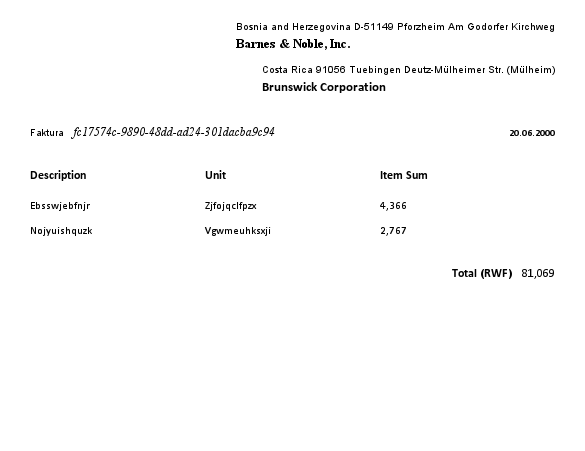 Bosnia and Herzegovina D-51149 Pforzheim Am Godorfer Kirchweg
Barnes & Noble, Inc.
Costa Rica 91056 Tuebingen Deutz-Mülheimer Str. (Mülheim)
Brunswick Corporation
Faktura fc17574c-9890-48dd-ad24-301dacba9c94 20.06.2000
Description Unit Item Sum
Ebsswjebfnjr Zjfojqclfpzx 4,366
Nojyuishquzk Vgwmeuhksxji 2,767
Total (RWF) 81,069